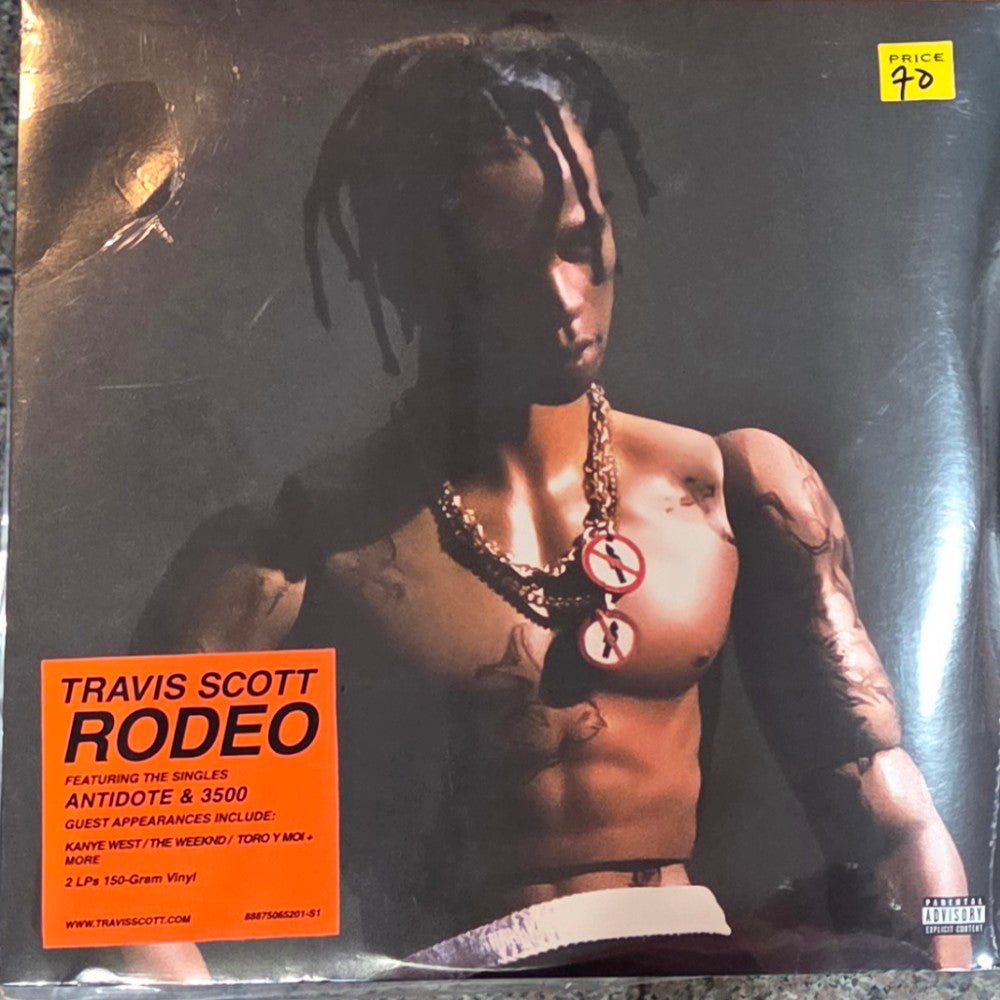 PRICE
70
TRAVIS SCOTT
RODEO
FEATURING THE SINGLES
ANTIDOTE & 3500
GUEST APPEARANCES INCLUDE:
KANYE WEST / THE WEEKND / TORO Y MOI +
MORE
2 LPs 150-Gram Vinyl
WWW.TRAVISSCOTT.COM 88875065201-S1
PARENTAL
ADVISORY
EXPLICIT CONTENT